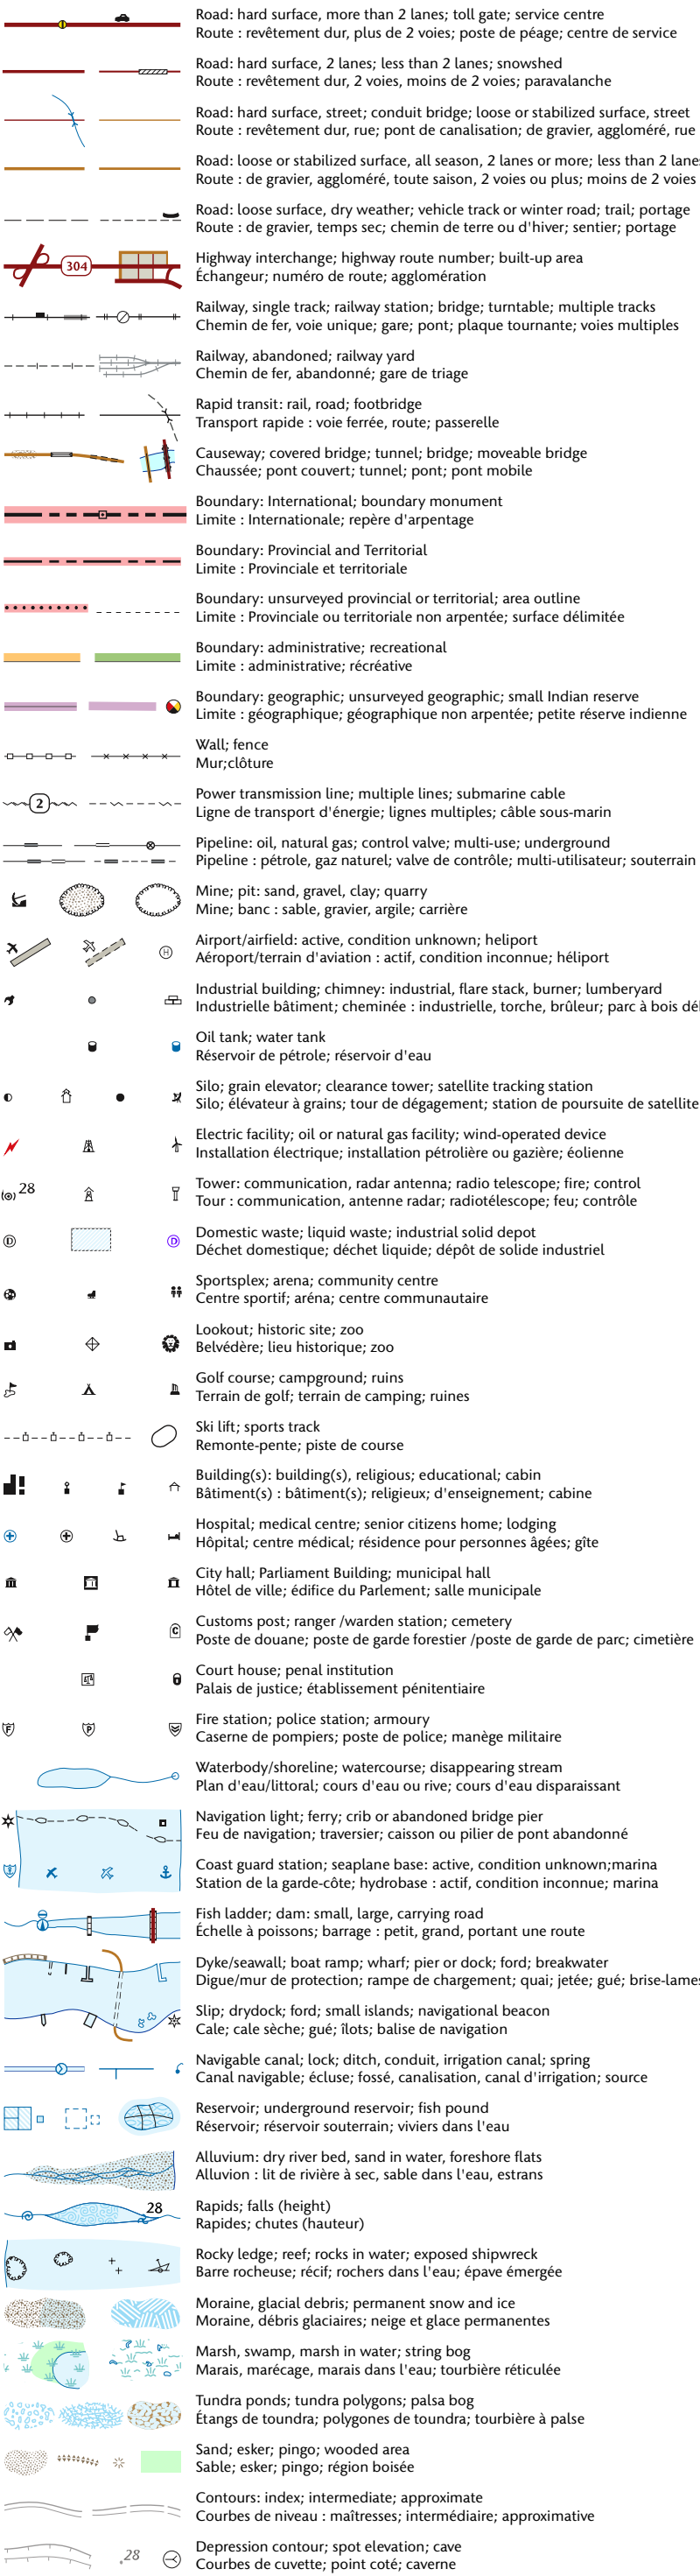 Road: hard surface, more than 2 lanes; toll gate; service centre
Route : revêtement dur, plus de 2 voies; poste de péage; centre de service
Road: hard surface, 2 lanes; less than 2 lanes; snowshed
Route : revêtement dur, 2 voies, moins de 2 voies; paravalanche
Road: hard surface, street; conduit bridge; loose or stabilized surface, street
Route : revêtement dur, rue; pont de canalisation; de gravier, aggloméré, rue
Road: loose or stabilized surface, all season, 2 lanes or more; less than 2 lane
Route : de gravier, aggloméré, toute saison, 2 voies ou plus; moins de 2 voies
Road: loose surface, dry weather; vehicle track or winter road; trail; portage
Route : de gravier, temps sec; chemin de terre ou d'hiver; sentier; portage
304
Highway interchange; highway route number; built-up area
Échangeur; numéro de route; agglomération
Railway, single track; railway station; bridge; turntable; multiple tracks
Chemin de fer, voie unique; gare; pont; plaque tournante; voies multiples
Railway, abandoned; railway yard
Chemin de fer, abandonné; gare de triage
Rapid transit: rail, road; footbridge
Transport rapide : voie ferrée, route; passerelle
Causeway; covered bridge; tunnel; bridge; moveable bridge
Chaussée; pont couvert; tunnel; pont; pont mobile
Boundary: International; boundary monument
Limite : Internationale; repère d'arpentage
Boundary: Provincial and Territorial
Limite : Provinciale et territoriale
Boundary: unsurveyed provincial or territorial; area outline
Limite : Provinciale ou territoriale non arpentée; surface délimitée
Boundary: administrative; recreational
Limite : administrative; récréative
Boundary: geographic; unsurveyed geographic; small Indian reserve
Limite : géographique; géographique non arpentée; petite réserve indienne
Wall; fence
Mur;clôture
2
Power transmission line; multiple lines; submarine cable
Ligne de transport d'énergie; lignes multiples; câble sous-marin
Pipeline: oil, natural gas; control valve; multi-use; underground
Pipeline : pétrole, gaz naturel; valve de contrôle; multi-utilisateur; souterrain
Mine; pit: sand, gravel, clay; quarry
Mine; banc : sable, gravier, argile; carrière
H
Airport/airfield: active, condition unknown; heliport
Aéroport/terrain d'aviation : actif, condition inconnue; héliport
Industrial building; chimney: industrial, flare stack, burner; lumberyard
Industrielle bâtiment; cheminée : industrielle, torche, brûleur; parc à bois dé
Oil tank; water tank
Réservoir de pétrole; réservoir d'eau
Silo; grain elevator; clearance tower; satellite tracking station
Silo; élévateur à grains; tour de dégagement; station de poursuite de satellite
Electric facility; oil or natural gas facility; wind-operated device
Installation électrique; installation pétrolière ou gazière; éolienne
28
Tower: communication, radar antenna; radio telescope; fire; control
Tour : communication, antenne radar; radiotélescope; feu; contrôle
D D
Domestic waste; liquid waste; industrial solid depot
Déchet domestique; déchet liquide; dépôt de solide industriel
Sportsplex; arena; community centre
Centre sportif; aréna; centre communautaire
Lookout; historic site; zoo
Belvédère; lieu historique; zoo
Golf course; campground; ruins
Terrain de golf; terrain de camping; ruines
Ski lift; sports track
Remonte-pente; piste de course
Building(s): building(s), religious; educational; cabin
Bâtiment(s) : bâtiment(s); religieux; d'enseignement; cabine
Hospital; medical centre; senior citizens home; lodging
Hôpital; centre médical; résidence pour personnes âgées; gîte
City hall; Parliament Building; municipal hall
Hôtel de ville; édifice du Parlement; salle municipale
C
Customs post; ranger /warden station; cemetery
Poste de douane; poste de garde forestier /poste de garde de parc; cimetière
Court house; penal institution
Palais de justice; établissement pénitentiaire
F P
Fire station; police station; armoury
Caserne de pompiers; poste de police; manège militaire
Waterbody/shoreline; watercourse; disappearing stream
Plan d'eau/littoral; cours d'eau ou rive; cours d'eau disparaissant
Navigation light; ferry; crib or abandoned bridge pier
Feu de navigation; traversier; caisson ou pilier de pont abandonné
Coast guard station; seaplane base: active, condition unknown;marina
Station de la garde-côte; hydrobase : actif, condition inconnue; marina
Fish ladder; dam: small, large, carrying road
Échelle à poissons; barrage : petit, grand, portant une route
Dyke/seawall; boat ramp; wharf; pier or dock; ford; breakwater
Digue/mur de protection; rampe de chargement; quai; jetée; gué; brise-lames
Slip; drydock; ford; small islands; navigational beacon
Cale; cale sèche; gué; îlots; balise de navigation
Navigable canal; lock; ditch, conduit, irrigation canal; spring
Canal navigable; écluse; fossé, canalisation, canal d'irrigation; source
Reservoir; underground reservoir; fish pound
Réservoir; réservoir souterrain; viviers dans l'eau
Alluvium: dry river bed, sand in water, foreshore flats
Alluvion : lit de rivière à sec, sable dans l'eau, estrans
28
Rapids; falls (height)
Rapides; chutes (hauteur)
Rocky ledge; reef; rocks in water; exposed shipwreck
Barre rocheuse; récif; rochers dans l'eau; épave émergée
Moraine, glacial debris; permanent snow and ice
Moraine, débris glaciaires; neige et glace permanentes
Marsh, swamp, marsh in water; string bog
Marais, marécage, marais dans l'eau; tourbière réticulée
Tundra ponds; tundra polygons; palsa bog
Étangs de toundra; polygones de toundra; tourbière à palse
Sand; esker; pingo; wooded area
Sable; esker; pingo; région boisée
Contours: index; intermediate; approximate
Courbes de niveau : maîtresses; intermédiaire; approximative
.28
Depression contour; spot elevation; cave
Courbes de cuvette; point coté; caverne